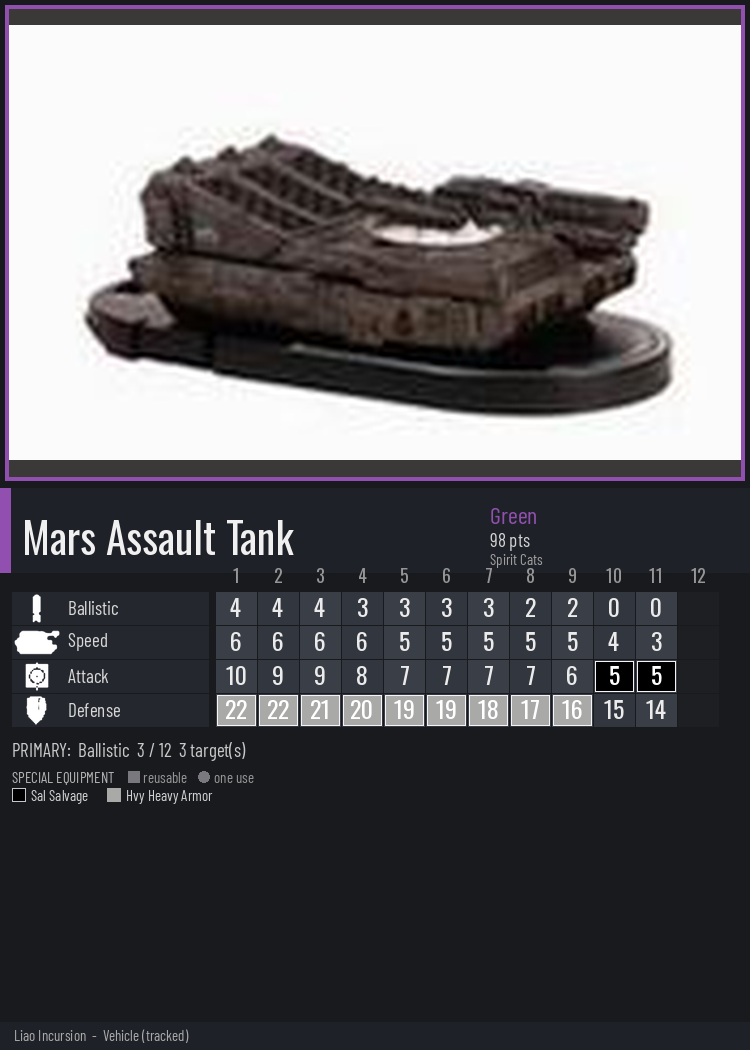 Mars Assault Tank
Green
98 pts
Spirit Cats
1 2 3 4 5 6 7 8 9 10 11 12
Ballistic 4 4 4 3 3 3 3 2 2 0 0
Speed 6 6 6 6 5 5 5 5 5 4 3
Attack 10 9 9 8 7 7 7 7 6 5 5
Defense 22 22 21 20 19 19 18 17 16 15 14
PRIMARY: Ballistic 3 / 12 3 target(s)
SPECIAL EQUIPMENT reusable one use
Sal Salvage Hvy Heavy Armor
Liao Incursion - Vehicle (tracked)